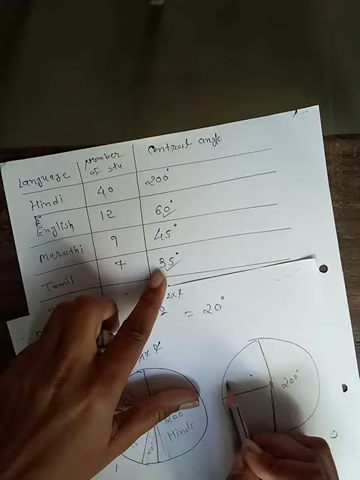 Language Number of stu Central angle
Hindi 40 200°
English 12 60°
Marathi 9 45°
Tamil 7 35°
= 20°
200°
200
Hindi